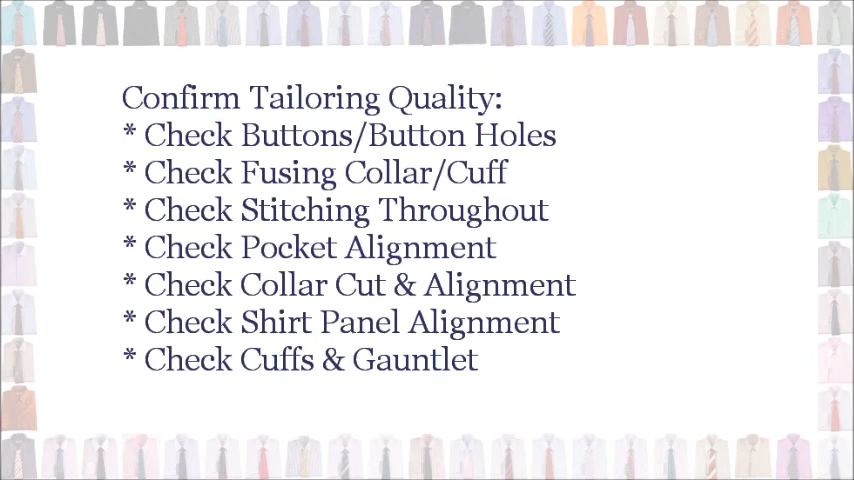 Confirm Tailoring Quality:
* Check Buttons/Button Holes
* Check Fusing Collar/Cuff
* Check Stitching Throughout
* Check Pocket Alignment
* Check Collar Cut & Alignment
* Check Shirt Panel Alignment
* Check Cuffs & Gauntlet